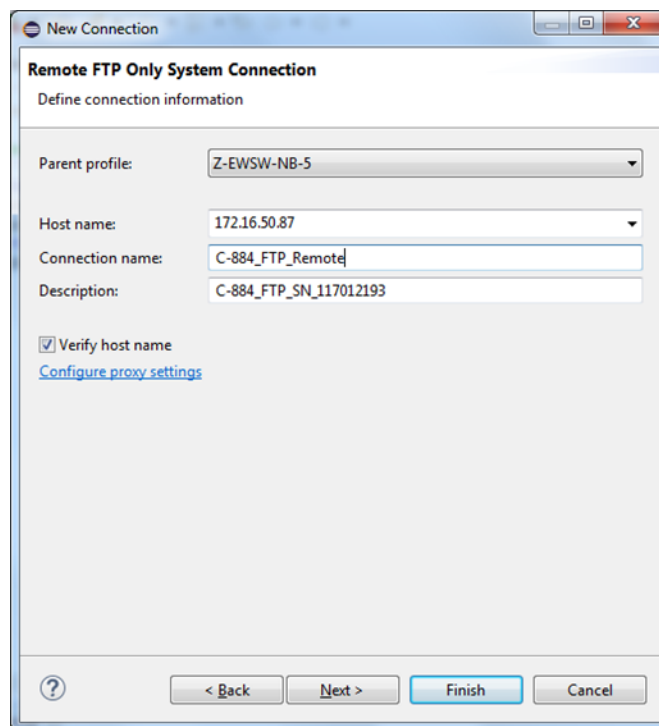 New Connection
Remote FTP Only System Connection
Define connection information
Parent profile: Z-EWSW-NB-5
Host name: 172.16.50.87
Connection name: C-884_FTP_Remote
Description: C-884_FTP_SN_117012193
Verify host name
Configure proxy settings
? < Back Next > Finish Cancel